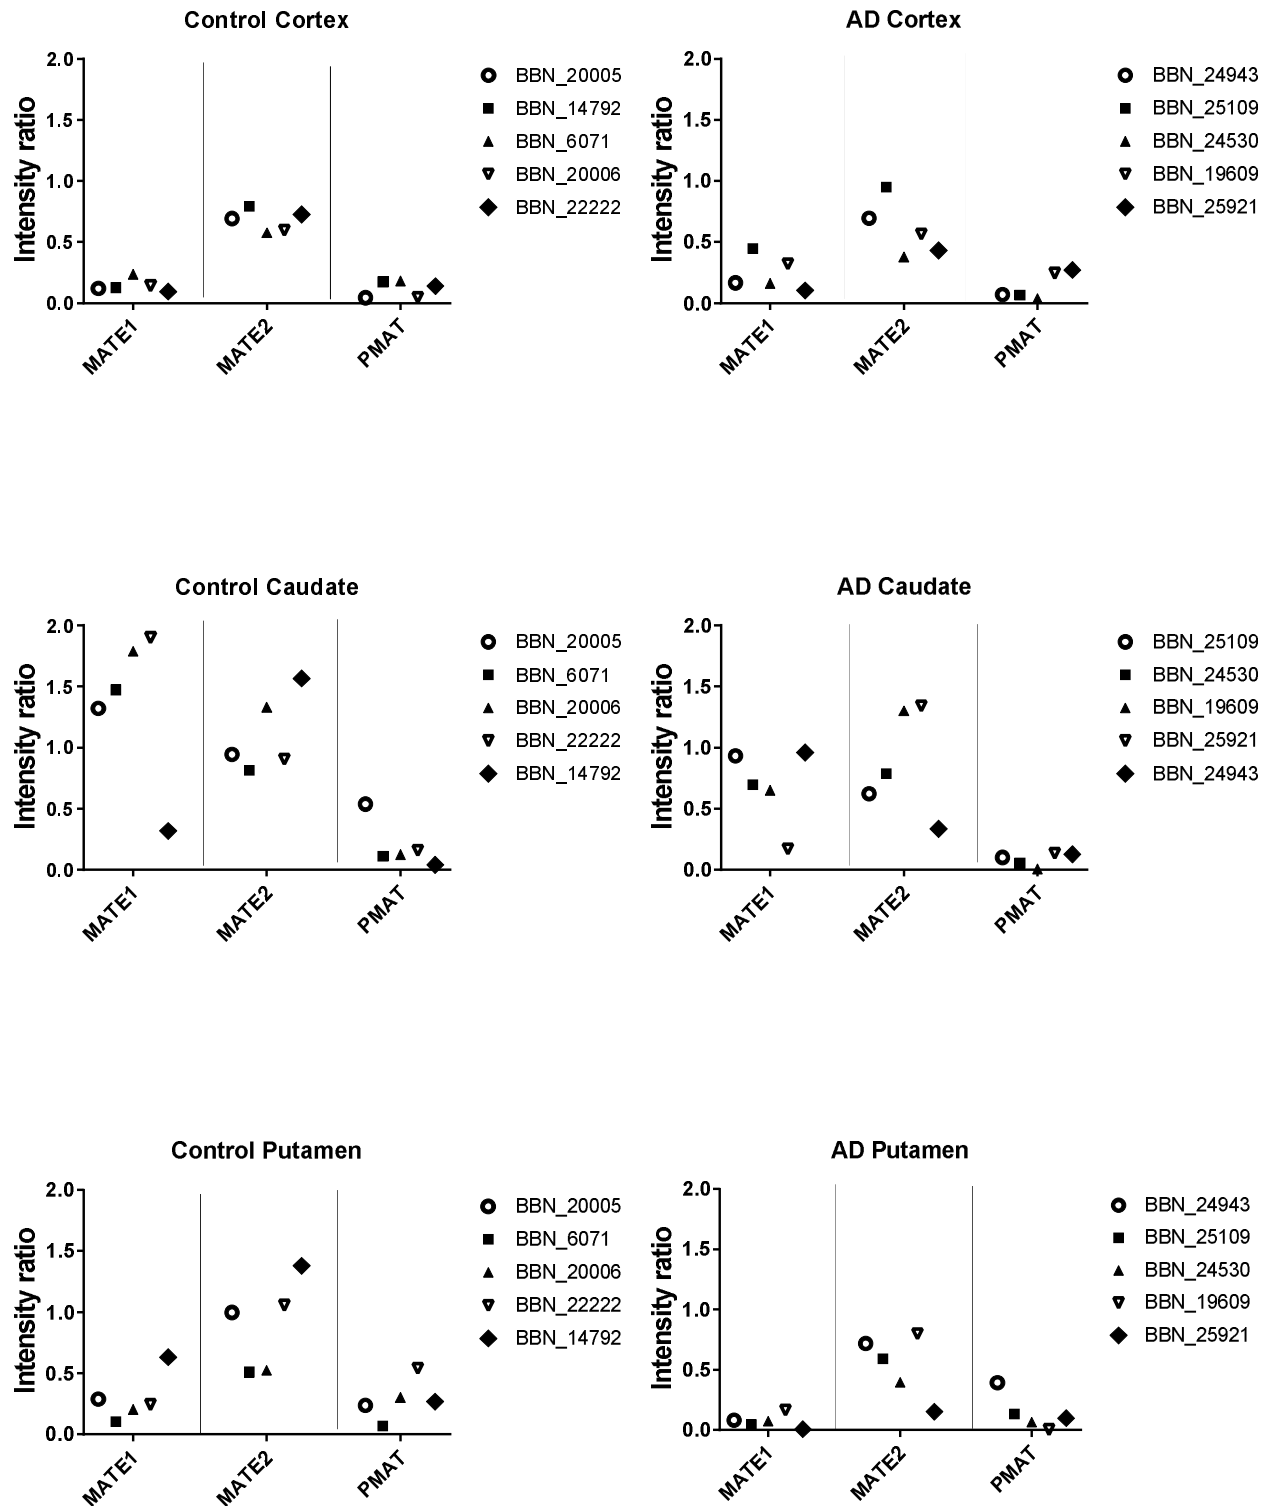 Control Cortex
Intensity ratio
2.0
1.5
1.0
0.5
0.0
MATE1
MATE2
PMAT
BBN_20005
BBN_14792
BBN_6071
BBN_20006
BBN_22222
AD Cortex
Intensity ratio
2.0
1.5
1.0
0.5
0.0
MATE1
MATE2
PMAT
BBN_24943
BBN_25109
BBN_24530
BBN_19609
BBN_25921
Control Caudate
Intensity ratio
2.0
1.5
1.0
0.5
0.0
MATE1
MATE2
PMAT
BBN_20005
BBN_6071
BBN_20006
BBN_22222
BBN_14792
AD Caudate
Intensity ratio
2.0
1.5
1.0
0.5
0.0
MATE1
MATE2
PMAT
BBN_25109
BBN_24530
BBN_19609
BBN_25921
BBN_24943
Control Putamen
Intensity ratio
2.0
1.5
1.0
0.5
0.0
MATE1
MATE2
PMAT
BBN_20005
BBN_6071
BBN_20006
BBN_22222
BBN_14792
AD Putamen
Intensity ratio
2.0
1.5
1.0
0.5
0.0
MATE1
MATE2
PMAT
BBN_24943
BBN_25109
BBN_24530
BBN_19609
BBN_25921